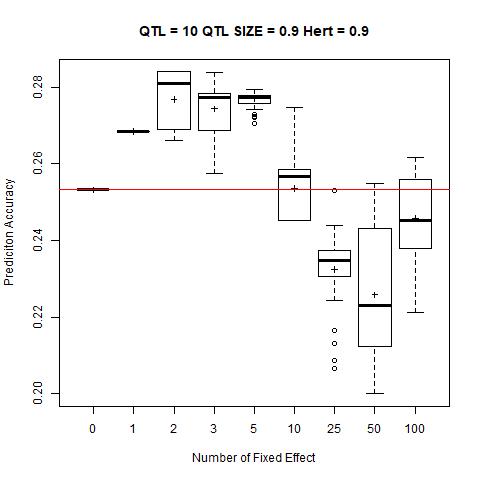 QTL = 10 QTL SIZE = 0.9 Hert = 0.9
Prediciton Accuracy
0.28
0.26
0.24
0.22
0.20
0 1 2 3 5 10 25 50 100
Number of Fixed Effect